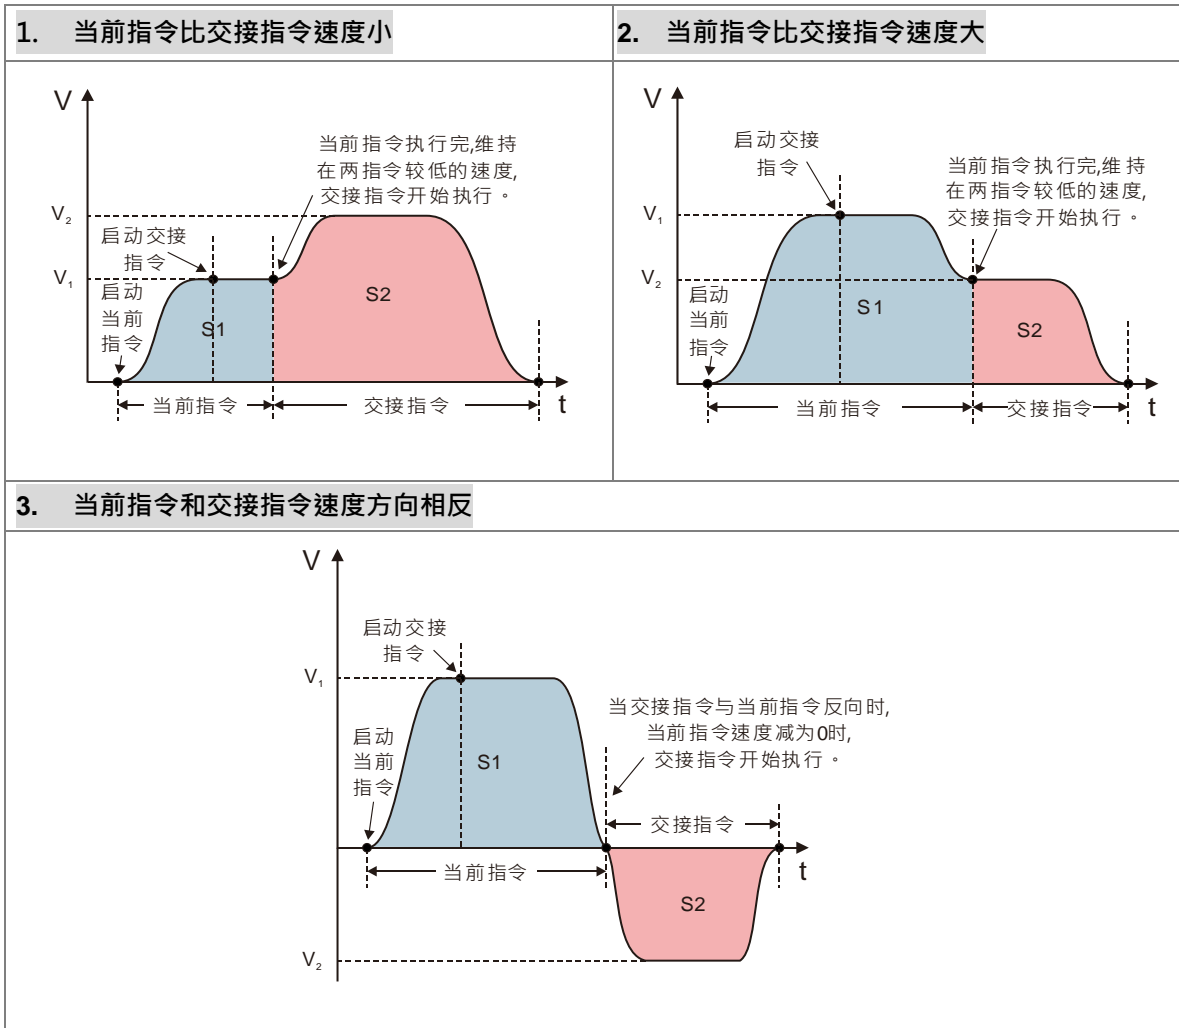 1. 当前指令比交接指令速度小
2. 当前指令比交接指令速度大
V
当前指令执行完,维持
在两指令较低的速度,
交接指令开始执行。
V₂
启动交接
指令
V₁
启动
当前
指令
S1
S2
当前指令
交接指令
t
V
启动交接
指令
当前指令执行完,维持
在两指令较低的速度,
交接指令开始执行。
V₁
V₂
启动
当前
指令
S1
S2
当前指令
交接指令
t
3. 当前指令和交接指令速度方向相反
V
启动交接
指令
V₁
当交接指令与当前指令反向时,
当前指令速度减为0时,
交接指令开始执行。
启动
当前
指令
S1
交接指令
当前指令
t
S2
V₂